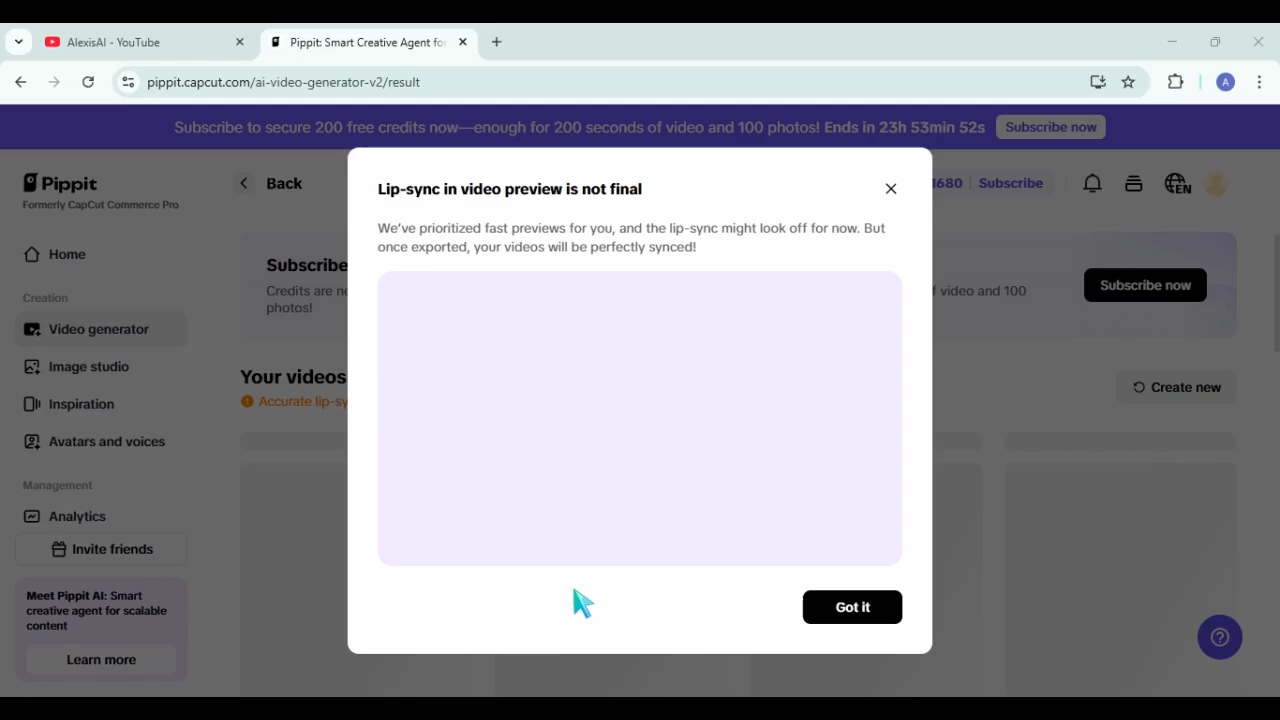 AlexisAI - YouTube
Pippit: Smart Creative Agent for
pippit.capcut.com/ai-video-generator-v2/result
A
Subscribe to secure 200 free credits now—enough for 200 seconds of video and 100 photos! Ends in 23h 53min 52s
Subscribe now
Pippit
Formerly CapCut Commerce Pro
Back
1680
Subscribe
EN
Lip-sync in video preview is not final
We've prioritized fast previews for you, and the lip-sync might look off for now. But
once exported, your videos will be perfectly synced!
Home
Creation
Video generator
Image studio
Inspiration
Avatars and voices
Management
Analytics
Invite friends
Meet Pippit AI: Smart
creative agent for scalable
content
Learn more
Subscribe
Credits are
photos!
of video and 100
Subscribe now
Your videos
Accurate lip-sy
Create new
Got it